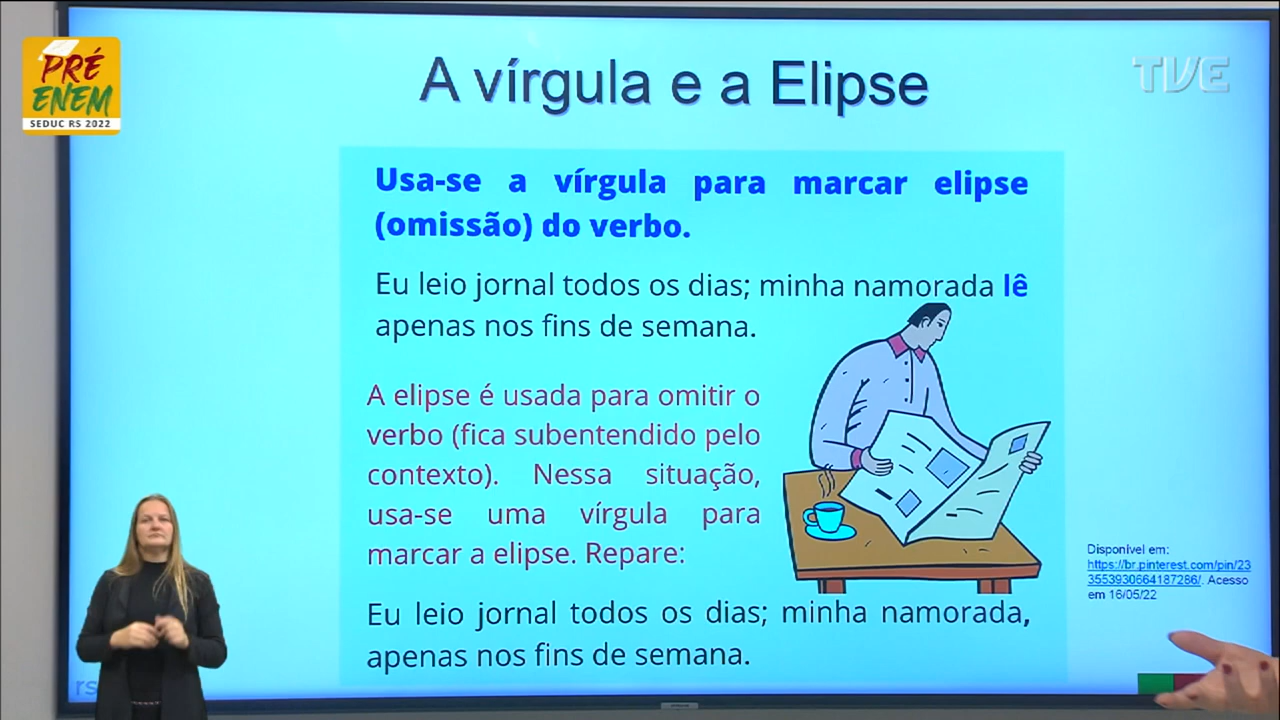 PRÉ
ENEM
SEDUC RS 2022
TVE
A vírgula e a Elipse
Usa-se a vírgula para marcar elipse
(omissão) do verbo.
Eu leio jornal todos os dias; minha namorada lê
apenas nos fins de semana.
A elipse é usada para omitir o
verbo (fica subentendido pelo
contexto). Nessa situação,
usa-se uma vírgula para
marcar a elipse. Repare:
Eu leio jornal todos os dias; minha namorada,
apenas nos fins de semana.
Disponível em:
https://br.pinterest.com/pin/23
3553930664187286/. Acesso
em 16/05/22
rs